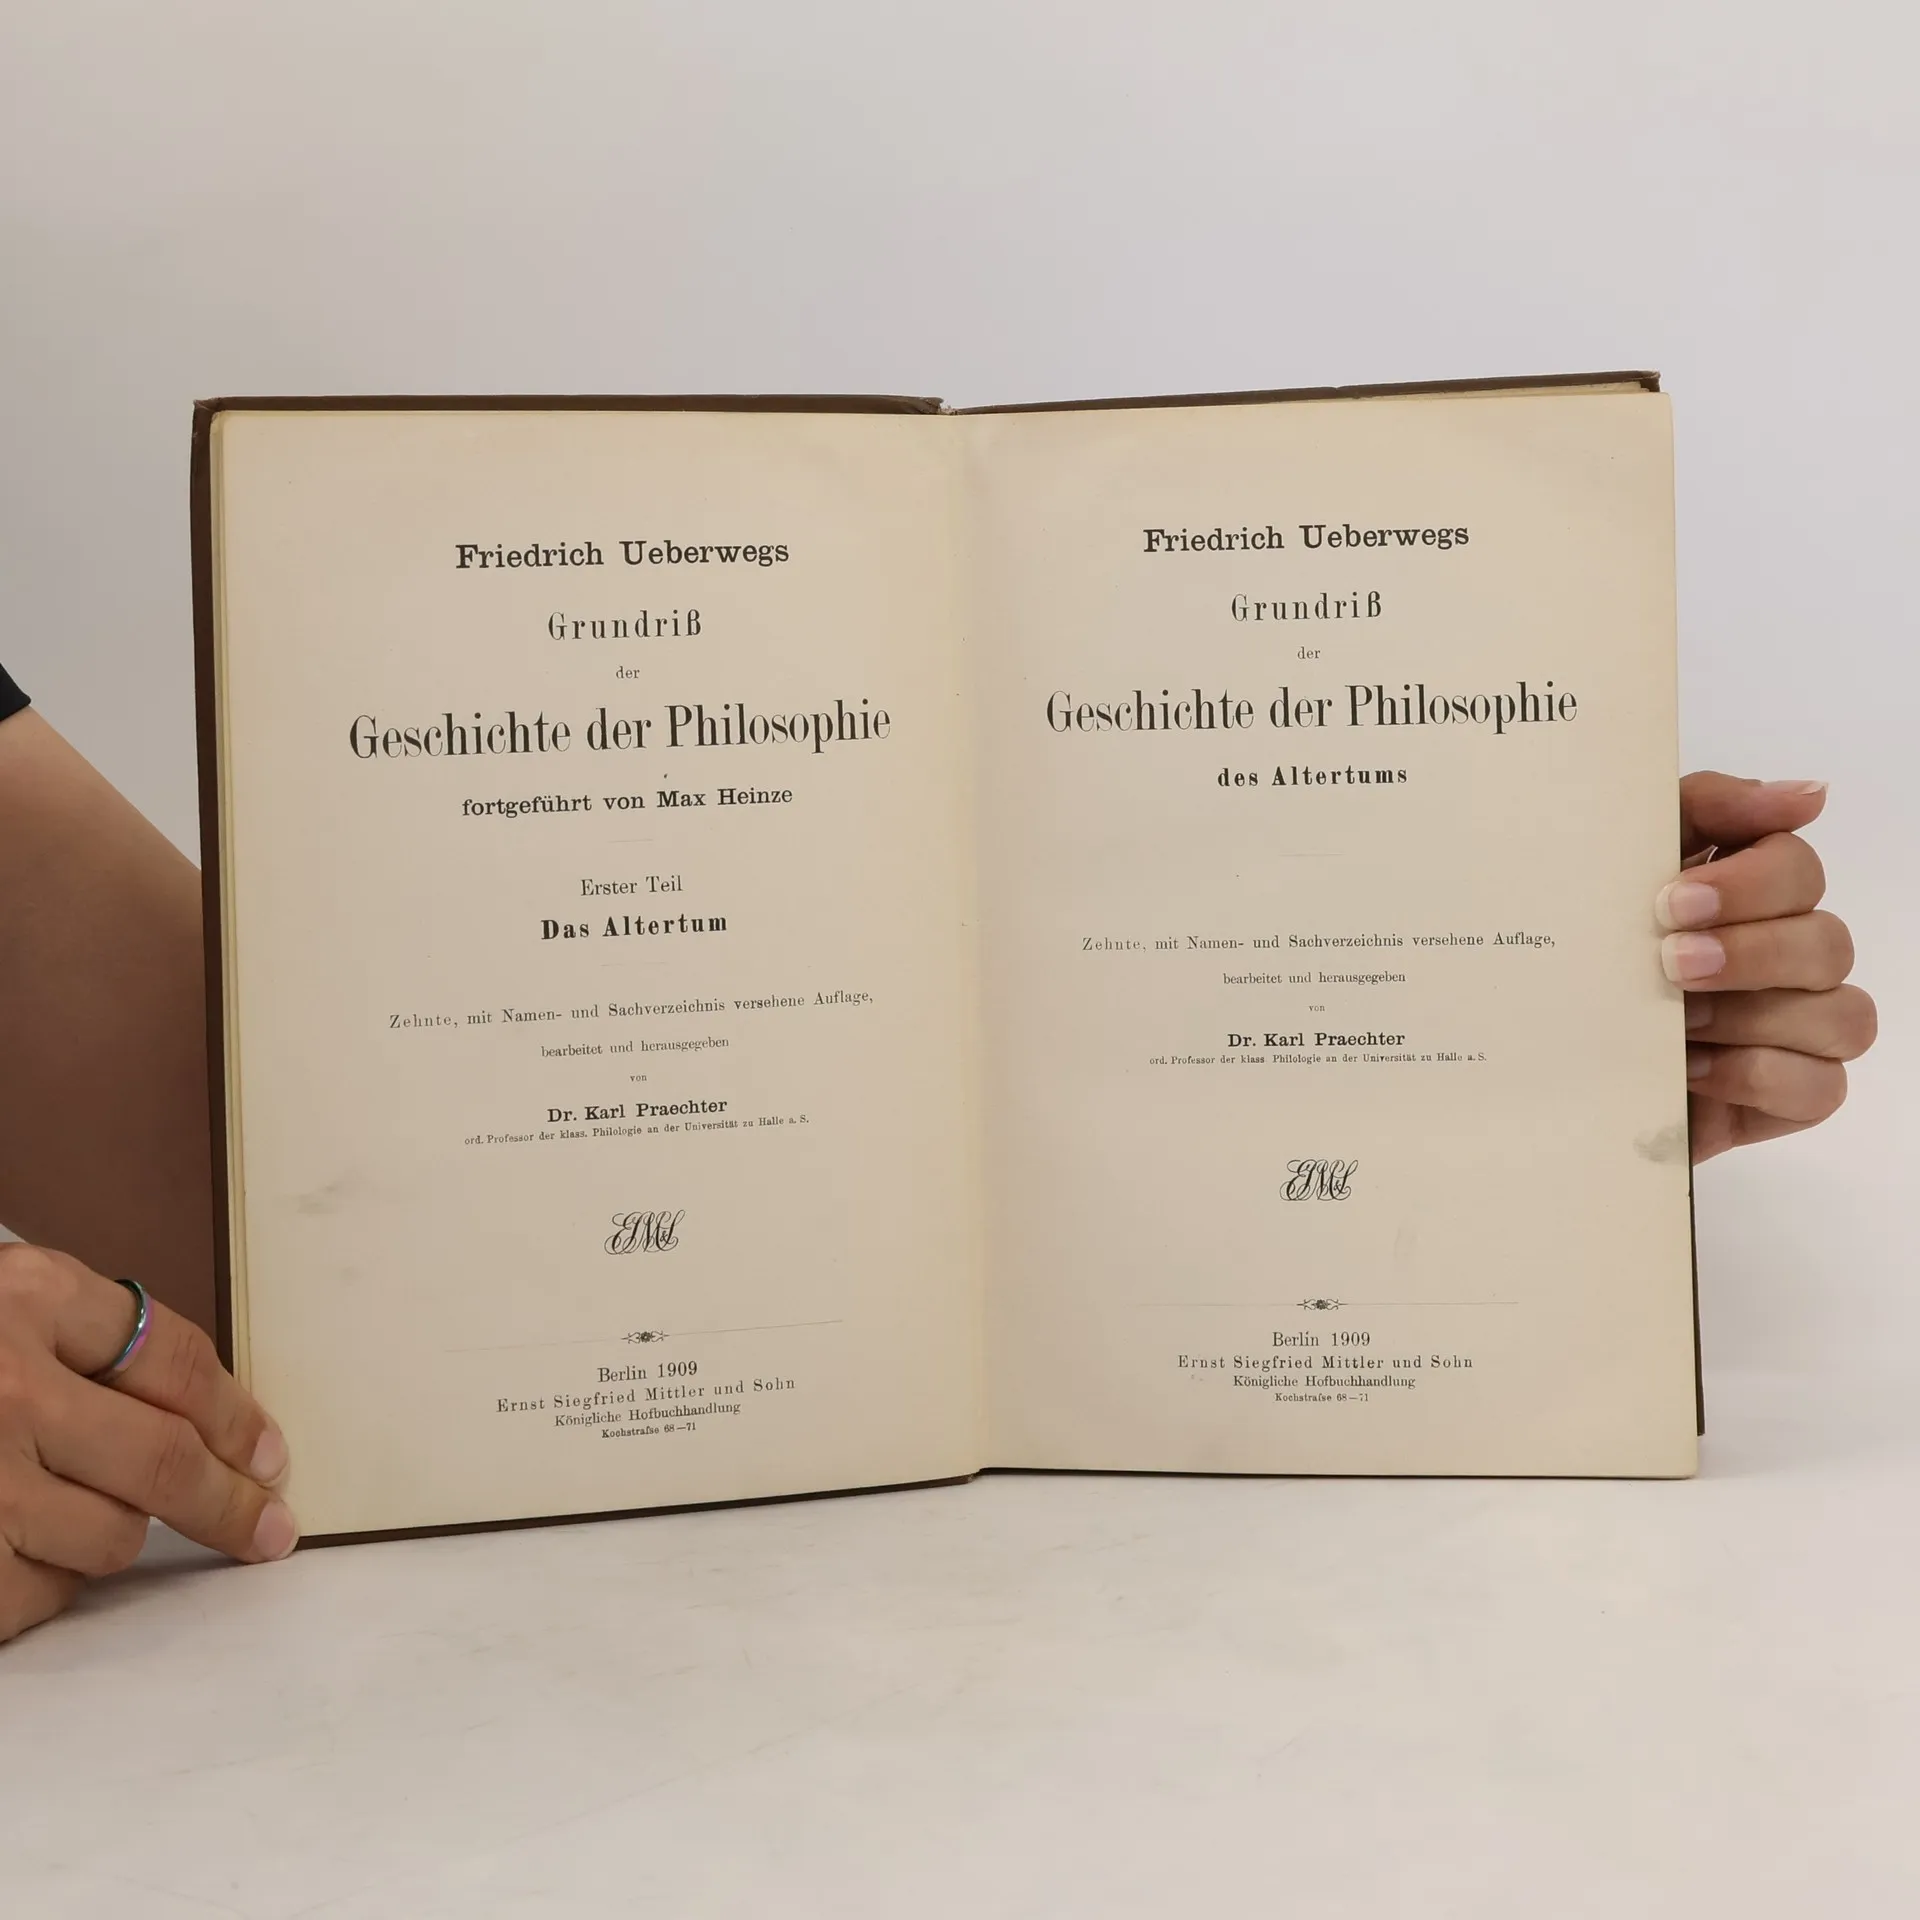 Friedrich Ueberwegs
Grundriß
der
Geschichte der Philosophie
fortgeführt von Max Heinze
Erster Teil
Das Altertum
Zehnte, mit Namen- und Sachverzeichnis versehene Auflage,
bearbeitet und herausgegeben
von
Dr. Karl Praechter
ord. Professor der klass. Philologie an der Universität zu Halle a. S.
EMS&
Berlin 1909
Ernst Siegfried Mittler und Sohn
Königliche Hofbuchhandlung
Kochstraſse 68—71
Friedrich Ueberwegs
Grundriß
der
Geschichte der Philosophie
des Altertums
Zehnte, mit Namen- und Sachverzeichnis versehene Auflage,
bearbeitet und herausgegeben
von
Dr. Karl Praechter
ord. Professor der klass. Philologie an der Universität zu Halle a. S.
EMS&
Berlin 1909
Ernst Siegfried Mittler und Sohn
Königliche Hofbuchhandlung
Kochstraſse 68—71